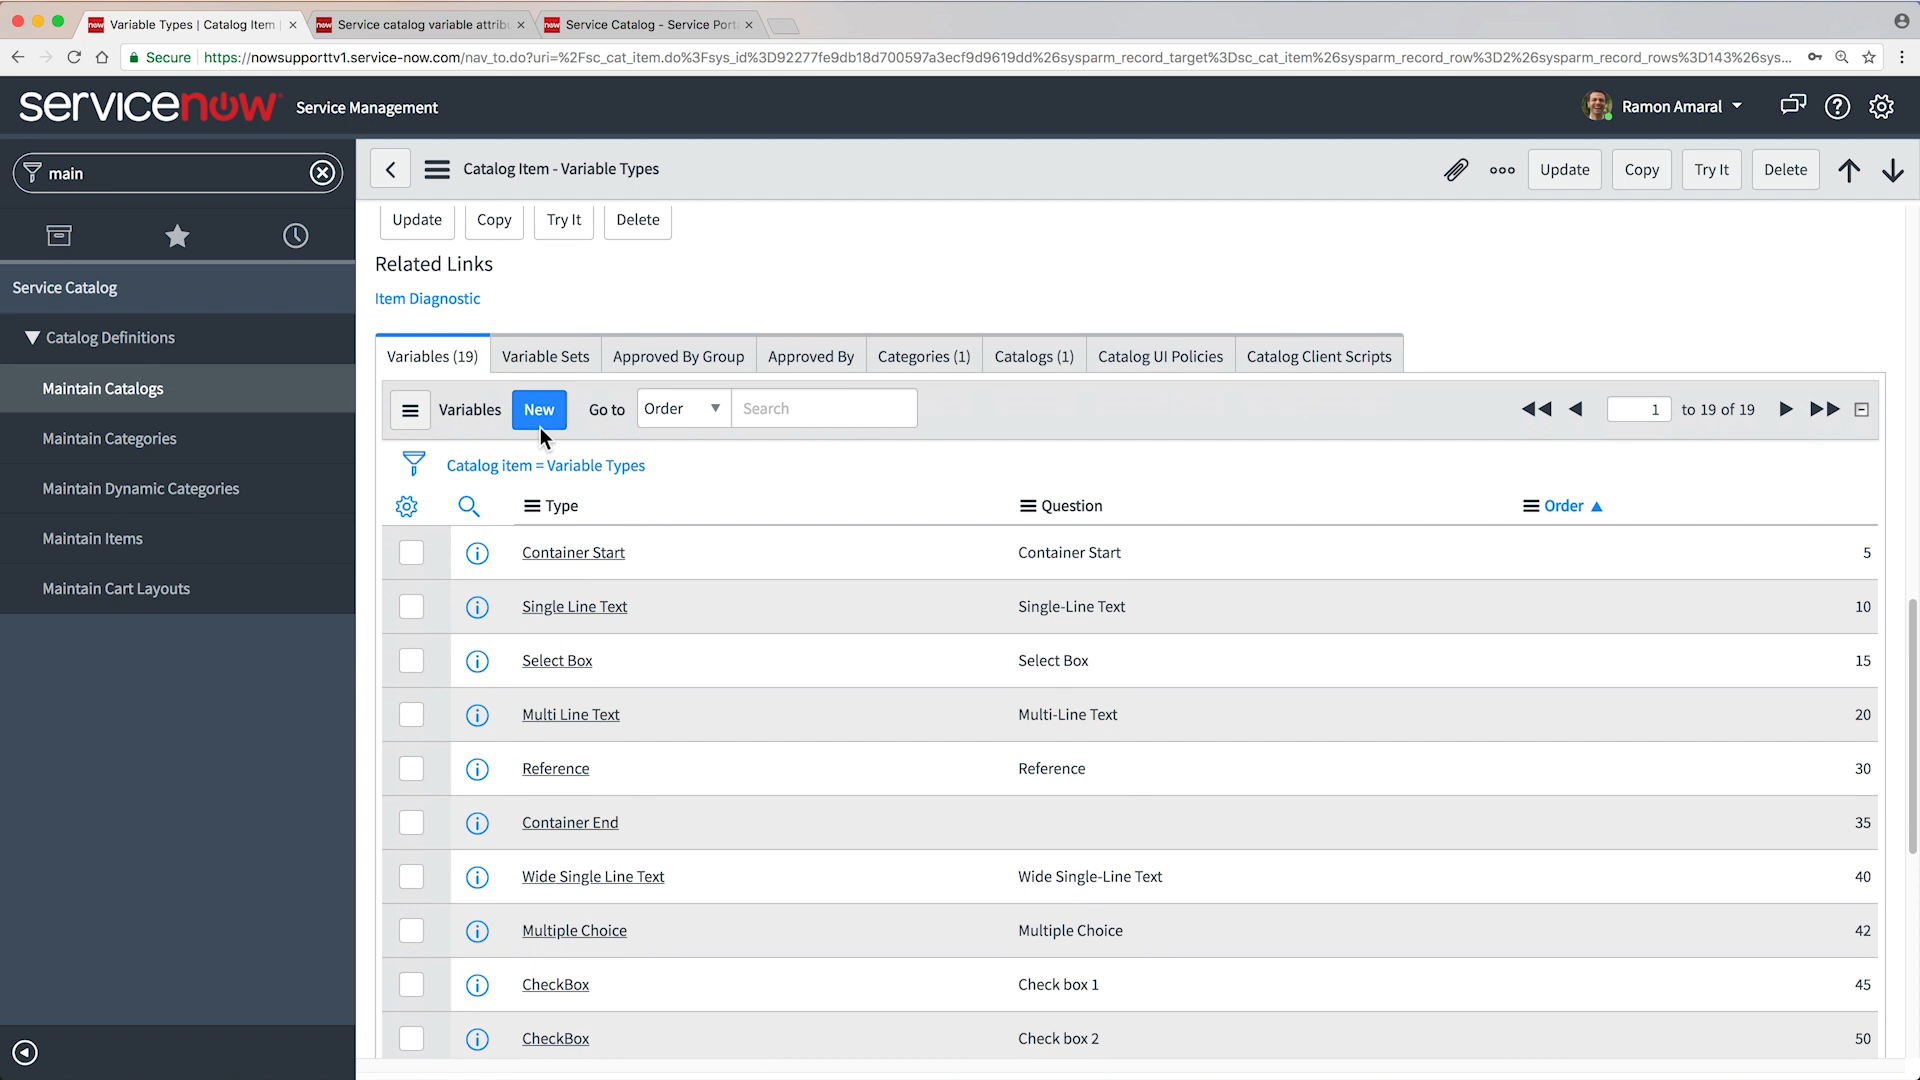 Variable Types | Catalog Item |
Service catalog variable attrib
Service Catalog - Service Port
Secure https://nowsupporttv1.service-now.com/nav_to.do?uri=%2Fsc_cat_item.do%3Fsys_id%3D92277fe9db18d700597a3ecf9d9619dd%26sysparm_record_target%3Dsc_cat_item%26sysparm_record_row%3D2%26sysparm_record_rows%3D143%26sys...
servicenow Service Management
Ramon Amaral
main
Catalog Item - Variable Types
Update Copy Try It Delete
Update Copy Try It Delete
Related Links
Item Diagnostic
Service Catalog
Catalog Definitions
Maintain Catalogs
Maintain Categories
Maintain Dynamic Categories
Maintain Items
Maintain Cart Layouts
Variables (19) Variable Sets Approved By Group Approved By Categories (1) Catalogs (1) Catalog UI Policies Catalog Client Scripts
Variables New Go to Order Search 1 to 19 of 19
Catalog item = Variable Types
Type Question Order
Container Start Container Start 5
Single Line Text Single-Line Text 10
Select Box Select Box 15
Multi Line Text Multi-Line Text 20
Reference Reference 30
Container End 35
Wide Single Line Text Wide Single-Line Text 40
Multiple Choice Multiple Choice 42
CheckBox Check box 1 45
CheckBox Check box 2 50